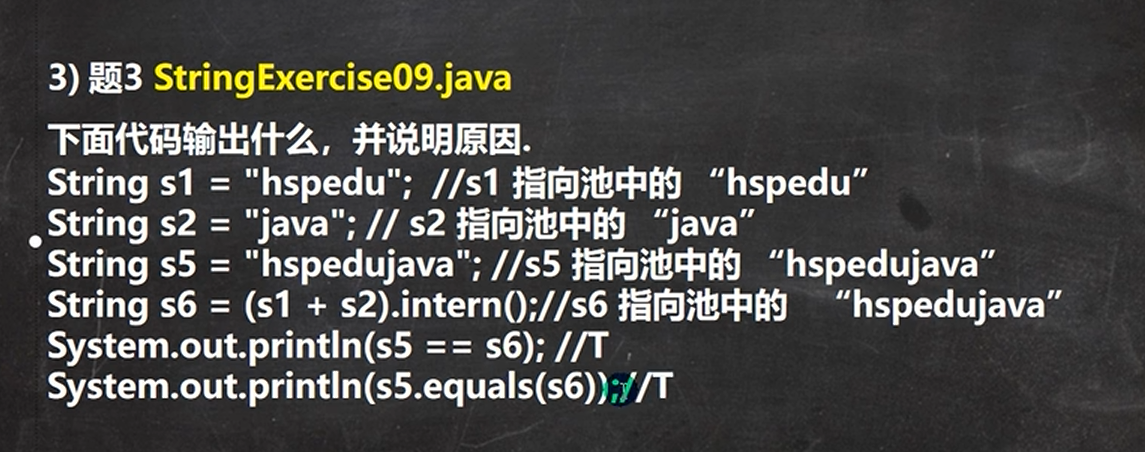 3) 题3 StringExercise09.java
下面代码输出什么，并说明原因.
String s1 = "hspedu";  //s1 指向池中的 “hspedu”
String s2 = "java"; // s2 指向池中的 “java”
String s5 = "hspedujava"; //s5 指向池中的 “hspedujava”
String s6 = (s1 + s2).intern();//s6 指向池中的   “hspedujava”
System.out.println(s5 == s6); //T
System.out.println(s5.equals(s6));//T